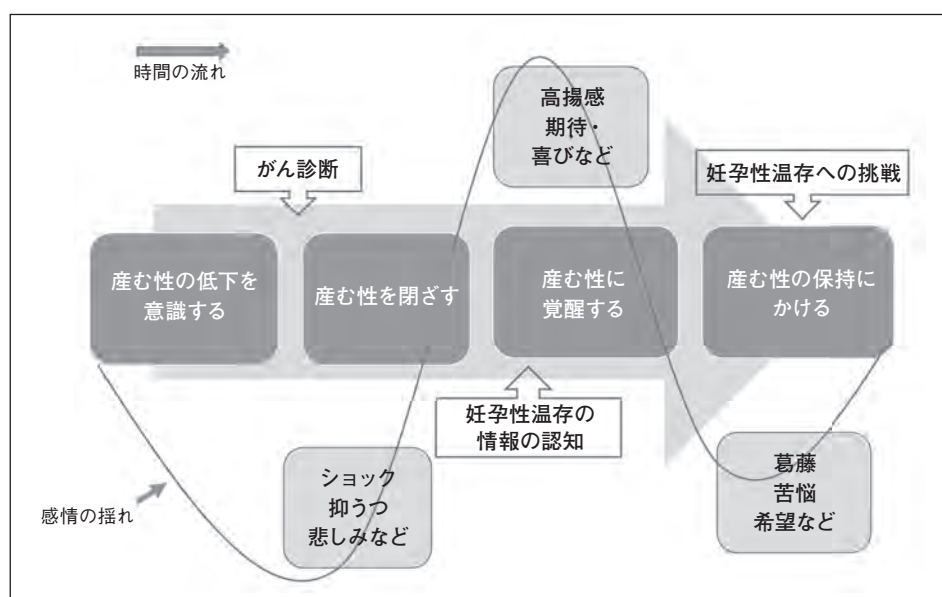 時間の流れ
高揚感
期待・
喜びなど
がん診断
妊孕性温存への挑戦
産む性の低下を
意識する
産む性を閉ざす
産む性に
覚醒する
産む性の保持に
かける
妊孕性温存の
情報の認知
ショック
抑うつ
悲しみなど
葛藤
苦悩
希望など
感情の揺れ